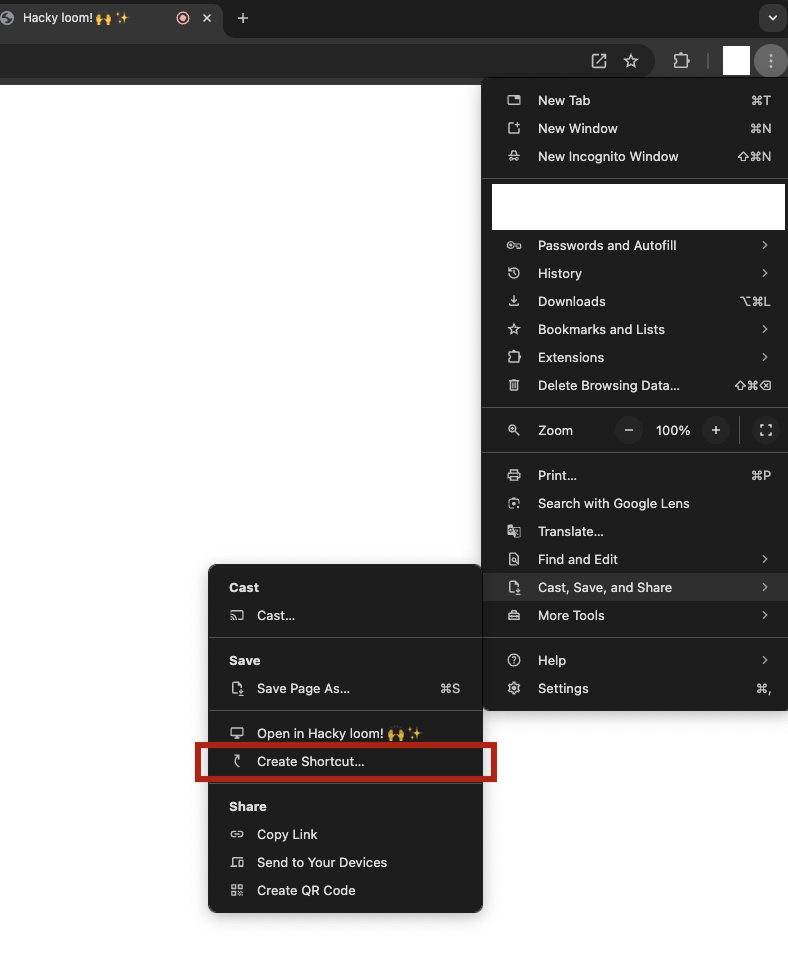 Hacky loom! 🙌 ✨
New Tab ⌘T
New Window ⌘N
New Incognito Window ⇧⌘N
Passwords and Autofill
History
Downloads ⌥⌘L
Bookmarks and Lists
Extensions
Delete Browsing Data... ⇧⌘⌫
Zoom − 100% +
Print... ⌘P
Search with Google Lens
Translate...
Find and Edit
Cast, Save, and Share
More Tools
Help
Settings ⌘,
Cast
Cast...
Save
Save Page As... ⌘S
Open in Hacky loom! 🙌 ✨
Create Shortcut...
Share
Copy Link
Send to Your Devices
Create QR Code